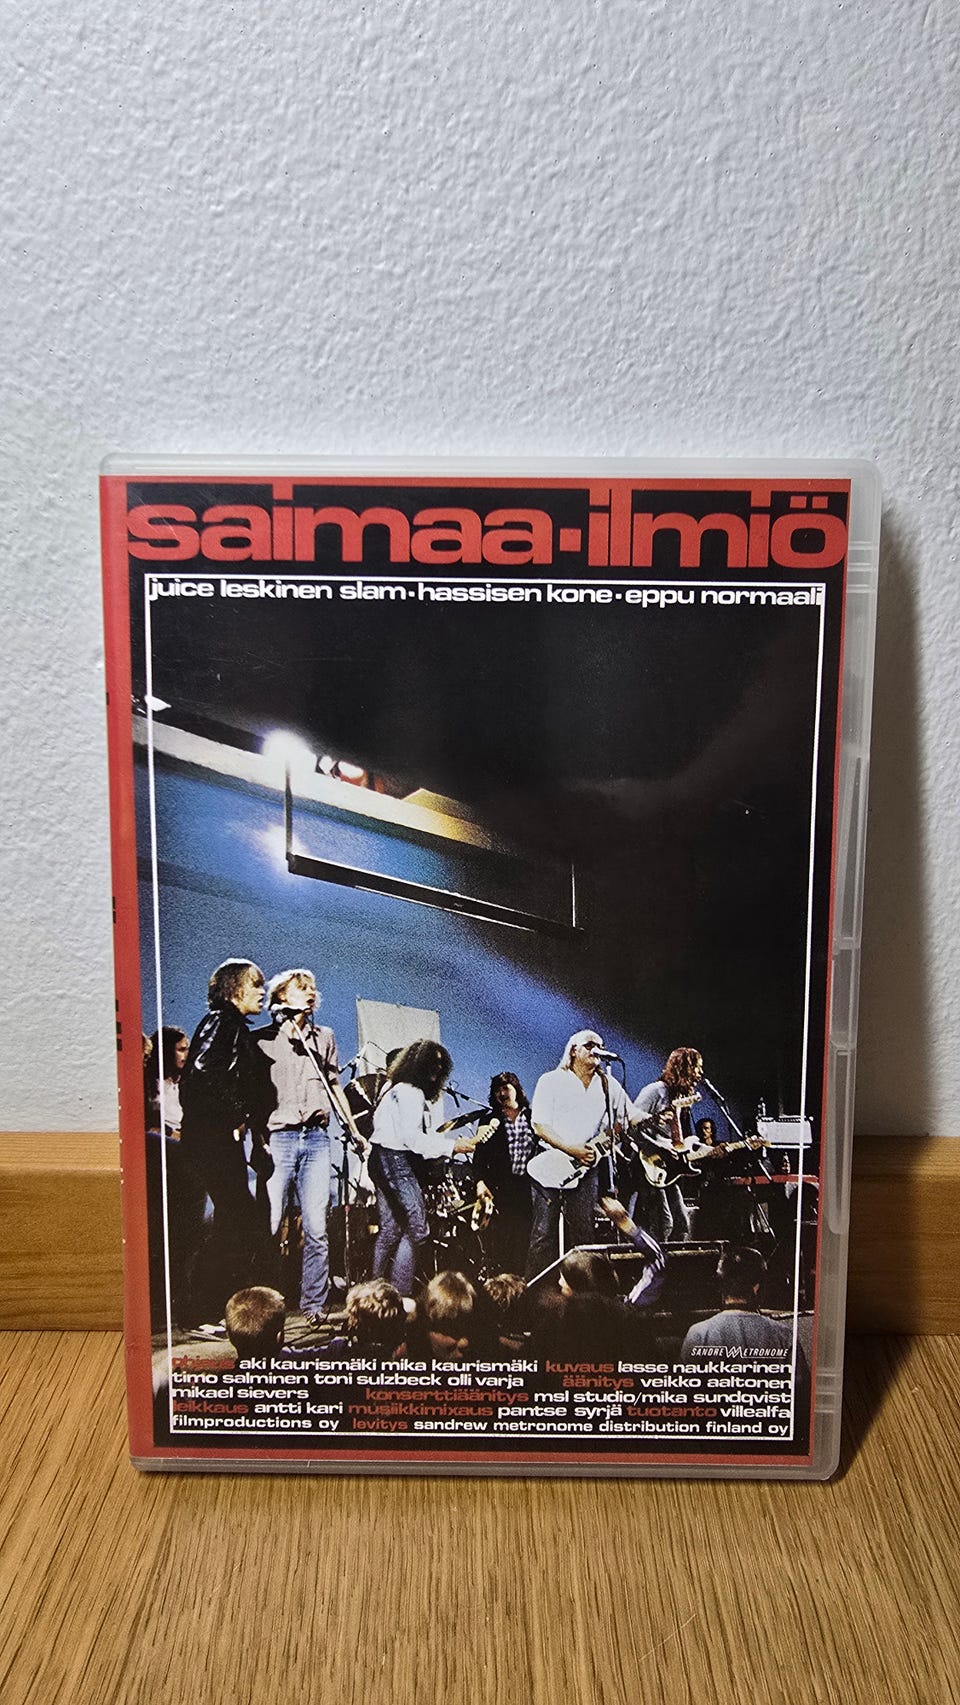 saimaa·ilmiö
juice leskinen slam·hassisen kone·eppu normaali
SANDREW METRONOME
ohjaus aki kaurismäki mika kaurismäki kuvaus lasse naukkarinen
timo salminen toni sulzbeck olli varja äänitys veikko aaltonen
mikael sievers konserttiäänitys msl studio/mika sundqvist
leikkaus antti kari musiikkimixaus pantse syrjä tuotanto villealfa
filmproductions oy levitys sandrew metronome distribution finland oy